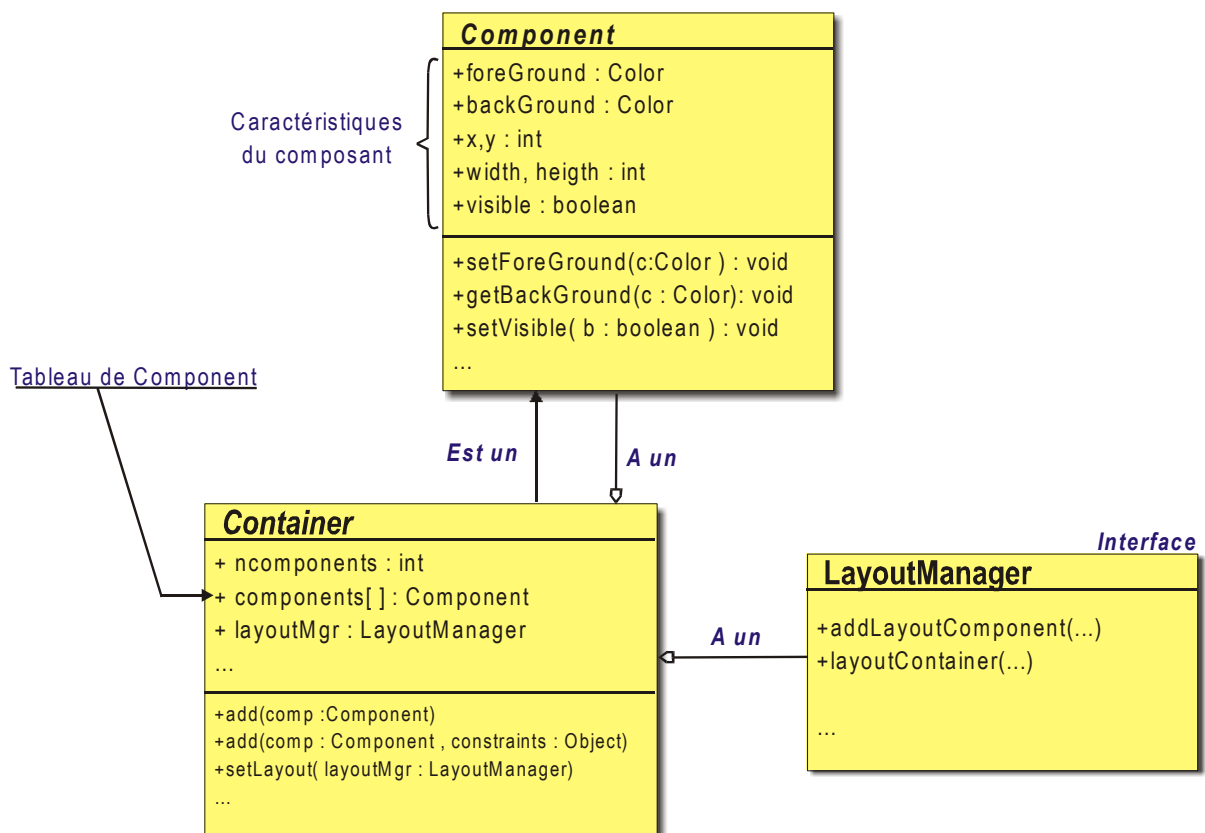 Component
+foreGround : Color
+backGround : Color
+x,y : int
+width, heigth : int
+visible : boolean
Caractéristiques
du composant
+setForeGround(c:Color ) : void
+getBackGround(c : Color): void
+setVisible( b : boolean ) : void
...
Tableau de Component
Est un
A un
Container
+ ncomponents : int
+ components[ ] : Component
+ layoutMgr : LayoutManager
...
+add(comp :Component)
+add(comp : Component , constraints : Object)
+setLayout( layoutMgr : LayoutManager)
...
A un
Interface
LayoutManager
+addLayoutComponent(...)
+layoutContainer(...)
...